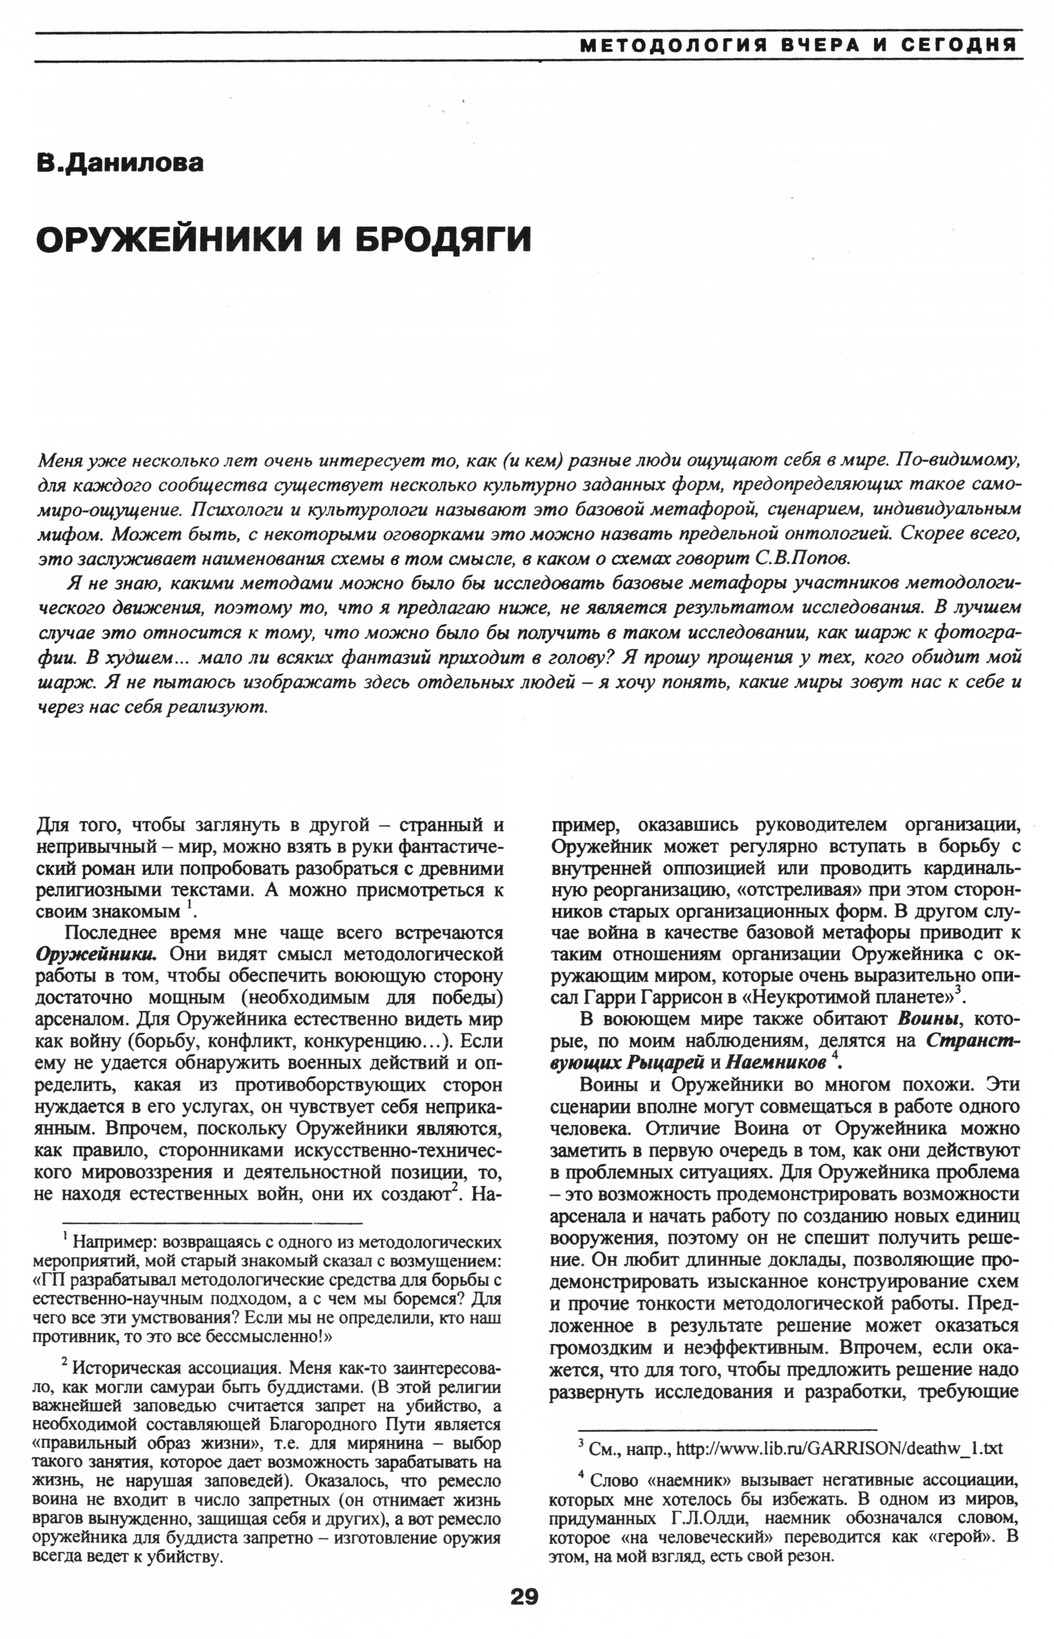 МЕТОДОЛОГИЯ ВЧЕРА И СЕГОДНЯ
В.Данилова
ОРУЖЕЙНИКИ И БРОДЯГИ
Меня уже несколько лет очень интересует то, как (и кем) разные люди ощущают себя в мире. По-видимому,
для каждого сообщества существует несколько культурно заданных форм, предопределяющих такое само-
миро-ощущение. Психологи и культурологи называют это базовой метафорой, сценарием, индивидуальным
мифом. Может быть, с некоторыми оговорками это можно назвать предельной онтологией. Скорее всего,
это заслуживает наименования схемы в том смысле, в каком о схемах говорит С.В.Попов.
Я не знаю, какими методами можно было бы исследовать базовые метафоры участников методологи-
ческого движения, поэтому то, что я предлагаю ниже, не является результатом исследования. В лучшем
случае это относится к тому, что можно было бы получить в таком исследовании, как шарж к фотогра-
фии. В худшем... мало ли всяких фантазий приходит в голову? Я прошу прощения у тех, кого обидит мой
шарж. Я не пытаюсь изображать здесь отдельных людей – я хочу понять, какие миры зовут нас к себе и
через нас себя реализуют.
Для того, чтобы заглянуть в другой – странный и
непривычный – мир, можно взять в руки фантастиче-
ский роман или попробовать разобраться с древними
религиозными текстами. А можно присмотреться к
своим знакомым ¹.
Последнее время мне чаще всего встречаются
Оружейники. Они видят смысл методологической
работы в том, чтобы обеспечить воюющую сторону
достаточно мощным (необходимым для победы)
арсеналом. Для Оружейника естественно видеть мир
как войну (борьбу, конфликт, конкуренцию...). Если
ему не удается обнаружить военных действий и оп-
ределить, какая из противоборствующих сторон
нуждается в его услугах, он чувствует себя неприка-
янным. Впрочем, поскольку Оружейники являются,
как правило, сторонниками искусственно-техничес-
кого мировоззрения и деятельностной позиции, то,
не находя естественных войн, они их создают². На-
¹ Например: возвращаясь с одного из методологических
мероприятий, мой старый знакомый сказал с возмущением:
«ГП разрабатывал методологические средства для борьбы с
естественно-научным подходом, а с чем мы боремся? Для
чего все эти умствования? Если мы не определили, кто наш
противник, то это все бессмысленно!»
² Историческая ассоциация. Меня как-то заинтересова-
ло, как могли самураи быть буддистами. (В этой религии
важнейшей заповедью считается запрет на убийство, а
необходимой составляющей Благородного Пути является
«правильный образ жизни», т.е. для мирянина – выбор
такого занятия, которое дает возможность зарабатывать на
жизнь, не нарушая заповедей). Оказалось, что ремесло
воина не входит в число запретных (он отнимает жизнь
врагов вынужденно, защищая себя и других), а вот ремесло
оружейника для буддиста запретно – изготовление оружия
всегда ведет к убийству.
пример, оказавшись руководителем организации,
Оружейник может регулярно вступать в борьбу с
внутренней оппозицией или проводить кардиналь-
ную реорганизацию, «отстреливая» при этом сторон-
ников старых организационных форм. В другом слу-
чае война в качестве базовой метафоры приводит к
таким отношениям организации Оружейника с ок-
ружающим миром, которые очень выразительно опи-
сал Гарри Гаррисон в «Неукротимой планете»³.
В воюющем мире также обитают Воины, кото-
рые, по моим наблюдениям, делятся на Странст-
вующих Рыцарей и Наемников ⁴.
Воины и Оружейники во многом похожи. Эти
сценарии вполне могут совмещаться в работе одного
человека. Отличие Воина от Оружейника можно
заметить в первую очередь в том, как они действуют
в проблемных ситуациях. Для Оружейника проблема
– это возможность продемонстрировать возможности
арсенала и начать работу по созданию новых единиц
вооружения, поэтому он не спешит получить реше-
ние. Он любит длинные доклады, позволяющие про-
демонстрировать изысканное конструирование схем
и прочие тонкости методологической работы. Пред-
ложенное в результате решение может оказаться
громоздким и неэффективным. Впрочем, если ока-
жется, что для того, чтобы предложить решение надо
развернуть исследования и разработки, требующие
³ См., напр., http://www.lib.ru/GARRISON/deathw_1.txt
⁴ Слово «наемник» вызывает негативные ассоциации,
которых мне хотелось бы избежать. В одном из миров,
придуманных Г.Л.Олди, наемник обозначался словом,
которое «на человеческий» переводится как «герой». В
этом, на мой взгляд, есть свой резон.
29